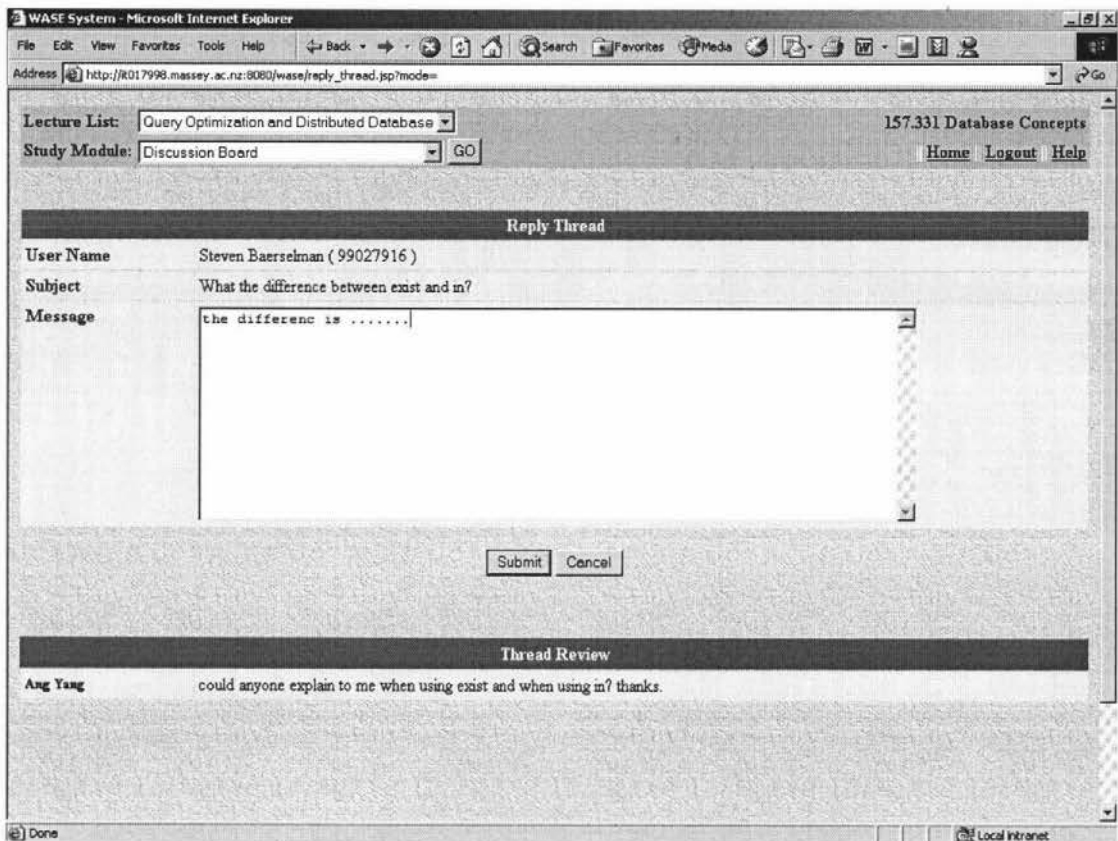 WASE System - Microsoft Internet Explorer
File Edit View Favorites Tools Help Back Search Favorites Media
Address http://it017998.massey.ac.nz:8080/wase/reply_thread.jsp?mode= Go
Lecture List: Query Optimization and Distributed Database 157.331 Database Concepts
Study Module: Discussion Board GO Home Logout Help
Reply Thread
User Name Steven Baerselman ( 99027916 )
Subject What the difference between exist and in?
Message the differenc is .......
Submit Cancel
Thread Review
Ang Yang could anyone explain to me when using exist and when using in? thanks.
Done Local intranet